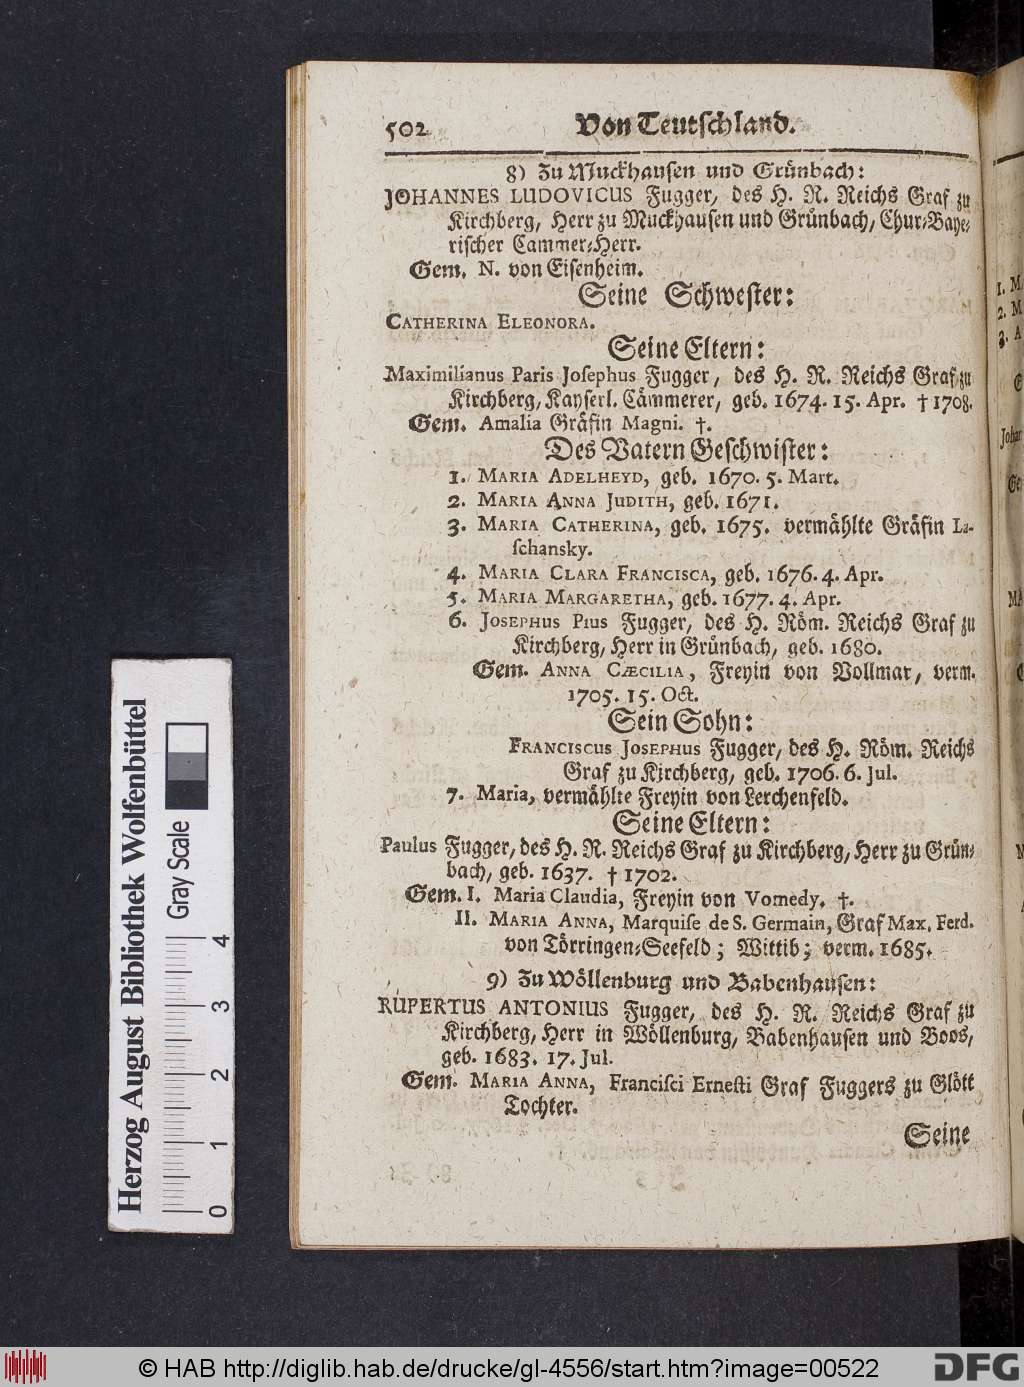 502 Von Teutschland.
8) Zu Muckhausen und Grünbach:
JOHANNES LUDOVICUS Fugger, des H. R. Reichs Graf zu
Kirchberg, Herr zu Muckhausen und Grünbach, Chur-Baye-
rischer Cammer-Herr.
Gem. N. von Eisenheim.
Seine Schwester:
CATHERINA ELEONORA.
Seine Eltern:
Maximilianus Paris Josephus Fugger, des H. R. Reichs Graf zu
Kirchberg, Kayserl. Cämmerer, geb. 1674. 15. Apr. † 1708.
Gem. Amalia Gräfin Magni. †.
Des Vatern Geschwister:
1. MARIA ADELHEYD, geb. 1670. 5. Mart.
2. MARIA ANNA JUDITH, geb. 1671.
3. MARIA CATHERINA, geb. 1675. vermählte Gräfin La-
schansky.
4. MARIA CLARA FRANCISCA, geb. 1676. 4. Apr.
5. MARIA MARGARETHA, geb. 1677. 4. Apr.
6. JOSEPHUS PIUS Fugger, des H. Röm. Reichs Graf zu
Kirchberg, Herr in Grünbach, geb. 1680.
Gem. ANNA CÆCILIA, Freyin von Vollmar, verm.
1705. 15. Oct.
Sein Sohn:
FRANCISCUS JOSEPHUS Fugger, des H. Röm. Reichs
Graf zu Kirchberg, geb. 1706. 6. Jul.
7. Maria, vermählte Freyin von Lerchenfeld.
Seine Eltern:
Paulus Fugger, des H. R. Reichs Graf zu Kirchberg, Herr zu Grün-
bach, geb. 1637. † 1702.
Gem. I. Maria Claudia, Freyin von Vomedy. †.
II. MARIA ANNA, Marquise de S. Germain, Graf Max. Ferd.
von Törringen-Seefeld; Wittib; verm. 1685.
9) Zu Wöllenburg und Babenhausen:
RUPERTUS ANTONIUS Fugger, des H. R. Reichs Graf zu
Kirchberg, Herr in Wöllenburg, Babenhausen und Boos,
geb. 1683. 17. Jul.
Gem. MARIA ANNA, Francisci Ernesti Graf Fuggers zu Glött
Tochter.
Seine
Herzog August Bibliothek Wolfenbüttel
Gray Scale
0 1 2 3 4
© HAB http://diglib.hab.de/drucke/gl-4556/start.htm?image=00522
DFG